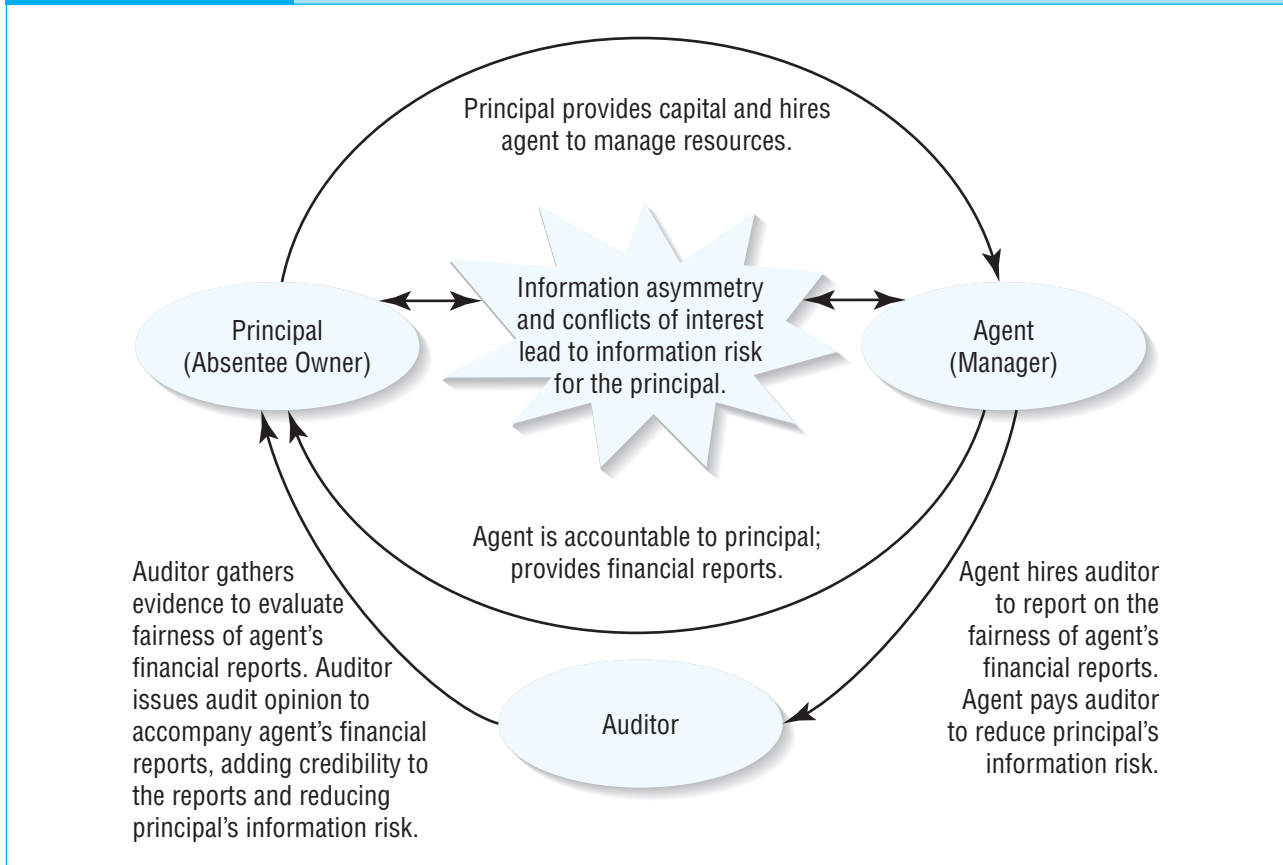 Principal provides capital and hires
agent to manage resources.
Information asymmetry
and conflicts of interest
lead to information risk
for the principal.
Principal
(Absentee Owner)
Agent
(Manager)
Agent is accountable to principal;
provides financial reports.
Auditor gathers
evidence to evaluate
fairness of agent’s
financial reports. Auditor
issues audit opinion to
accompany agent’s financial
reports, adding credibility to
the reports and reducing
principal’s information risk.
Agent hires auditor
to report on the
fairness of agent’s
financial reports.
Agent pays auditor
to reduce principal’s
information risk.
Auditor